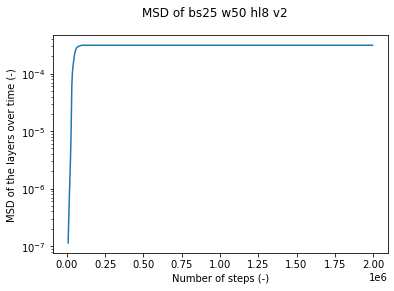 MSD of bs25 w50 hl8 v2
MSD of the layers over time (-)
10⁻⁴
10⁻⁵
10⁻⁶
10⁻⁷
0.00 0.25 0.50 0.75 1.00 1.25 1.50 1.75 2.00
1e6
Number of steps (-)